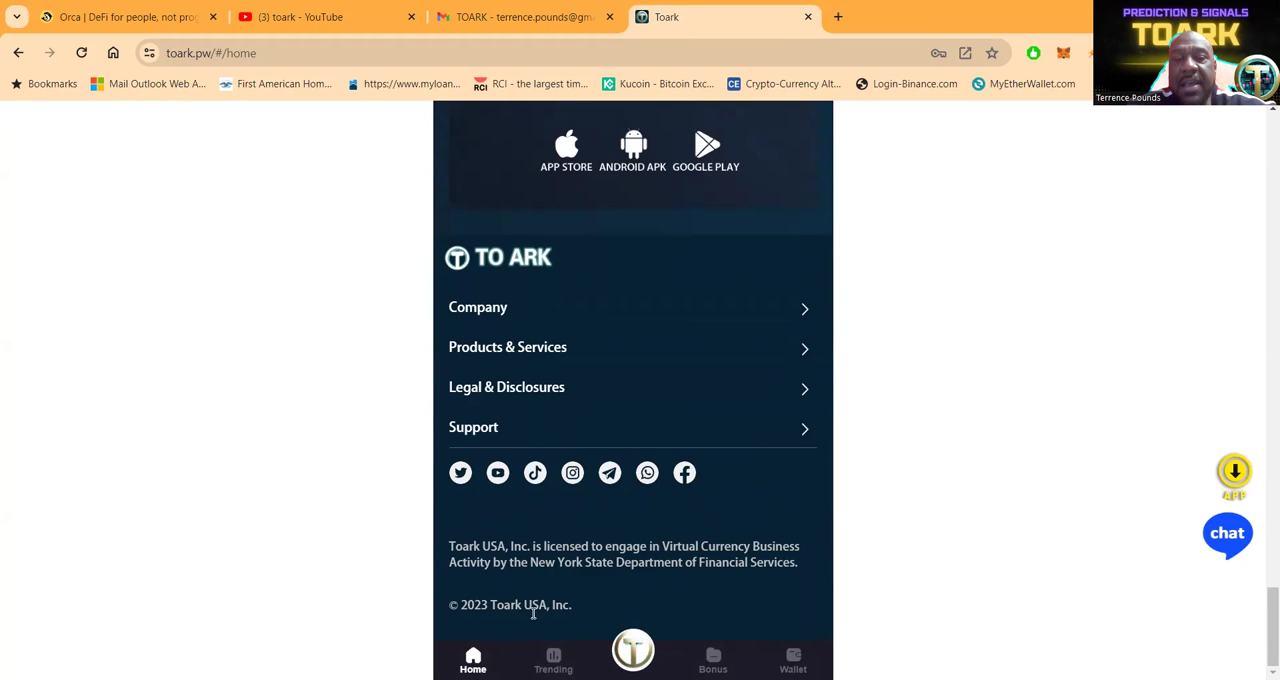 Orca | DeFi for people, not prog
(3) toark - YouTube
TOARK - terrence.pounds@gm
Toark
toark.pw/#/home
Bookmarks
Mail Outlook Web A...
First American Hom...
https://www.myloan...
RCI
RCI - the largest tim...
Kucoin - Bitcoin Exc...
CE
Crypto-Currency Alt...
Login-Binance.com
MyEtherWallet.com
PREDICTION & SIGNALS
TOARK
Terrence Pounds
APP STORE
ANDROID APK
GOOGLE PLAY
TO ARK
Company
Products & Services
Legal & Disclosures
Support
Toark USA, Inc. is licensed to engage in Virtual Currency Business
Activity by the New York State Department of Financial Services.
© 2023 Toark USA, Inc.
APP
chat
Home
Trending
Bonus
Wallet